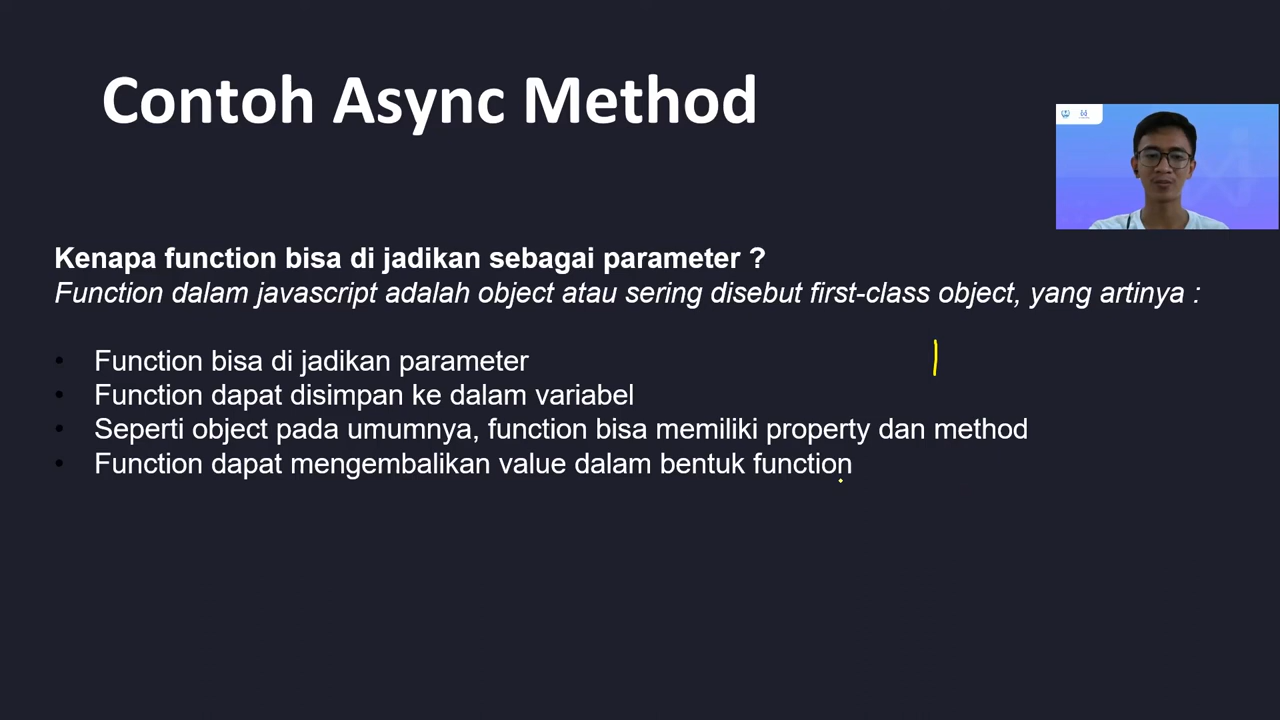 Contoh Async Method
Kenapa function bisa di jadikan sebagai parameter ?
Function dalam javascript adalah object atau sering disebut first-class object, yang artinya :
• Function bisa di jadikan parameter
• Function dapat disimpan ke dalam variabel
• Seperti object pada umumnya, function bisa memiliki property dan method
• Function dapat mengembalikan value dalam bentuk function